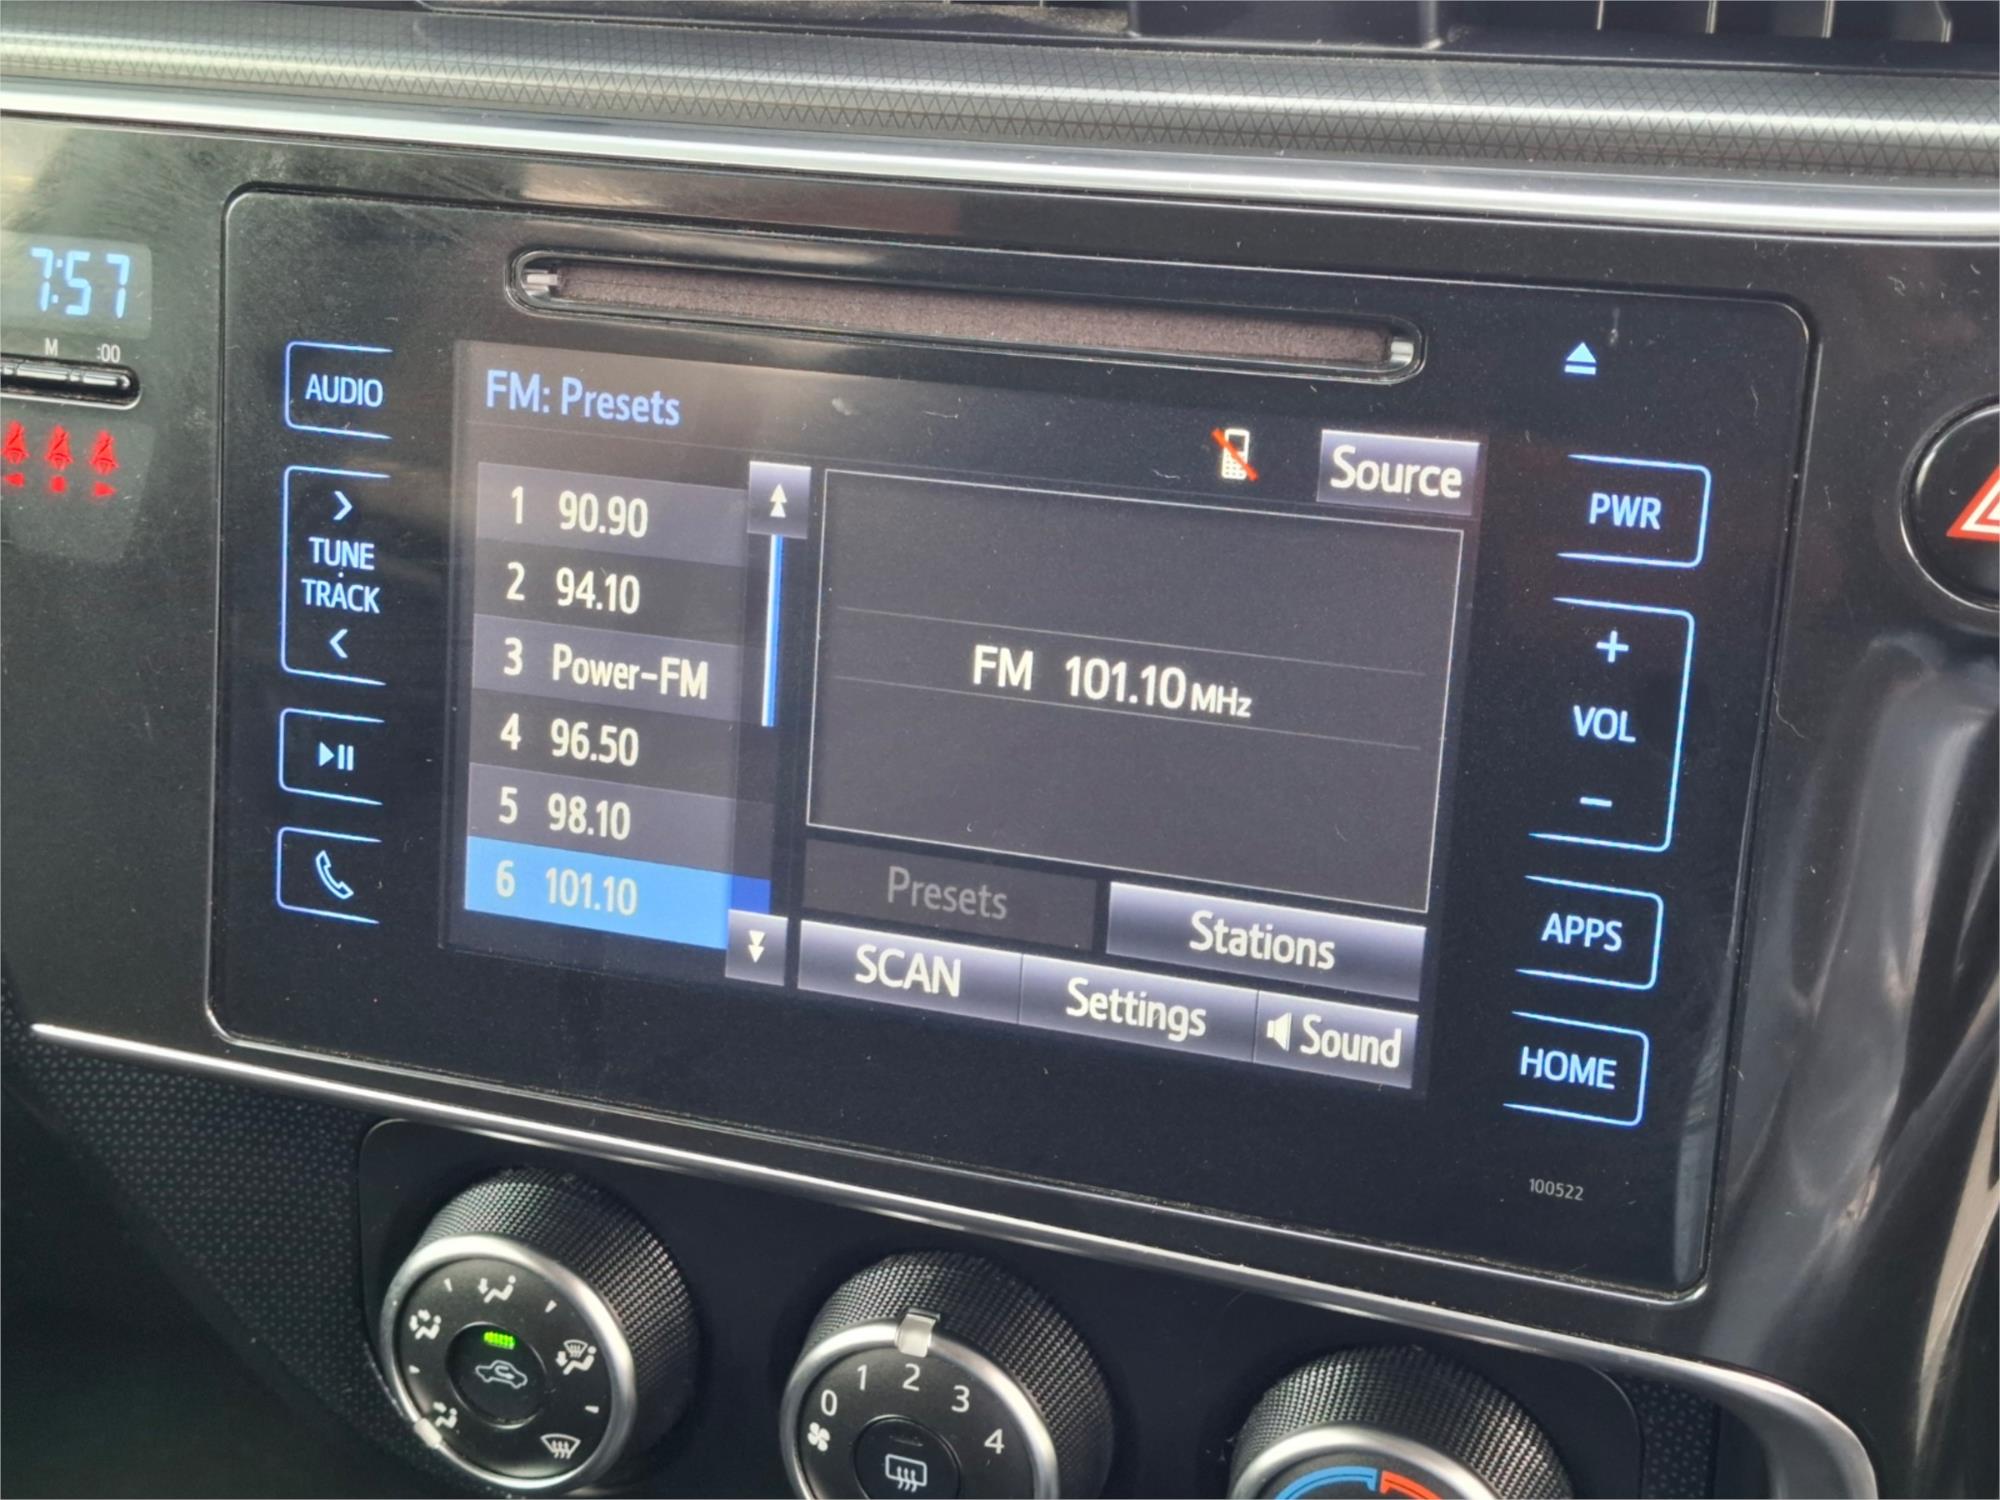 7:57
M :00
AUDIO
TUNE
TRACK
FM: Presets
Source
1 90.90
2 94.10
3 Power-FM
4 96.50
5 98.10
6 101.10
FM 101.10 MHz
Presets
Stations
SCAN
Settings
Sound
PWR
+
VOL
-
APPS
HOME
100522
0 1 2 3 4